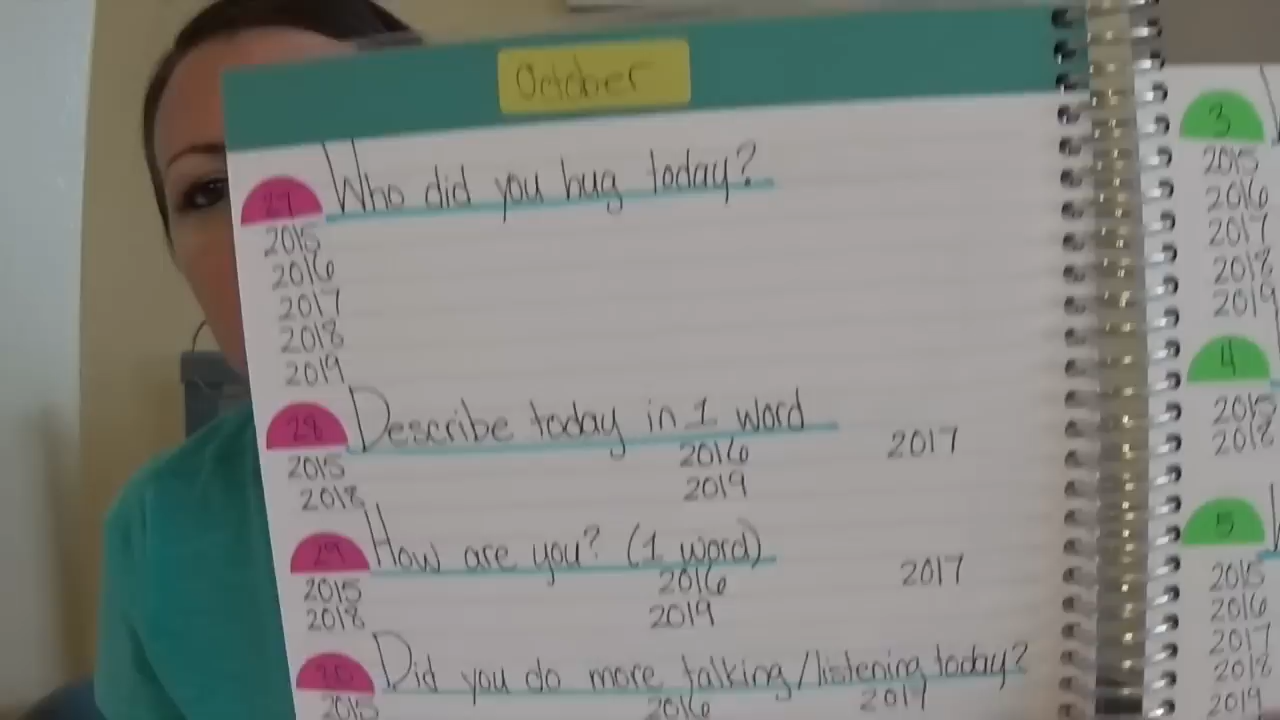 October
27 Who did you hug today?
2015
2016
2017
2018
2019
28 Describe today in 1 word
2015 2016 2017
2018 2019
29 How are you? (1 word)
2015 2016 2017
2018 2019
30 Did you do more talking/listening today?
2015 2016 2017
3
2015
2016
2017
2018
2019
4
2015
2018
5
2015
2016
2017
2018
2019